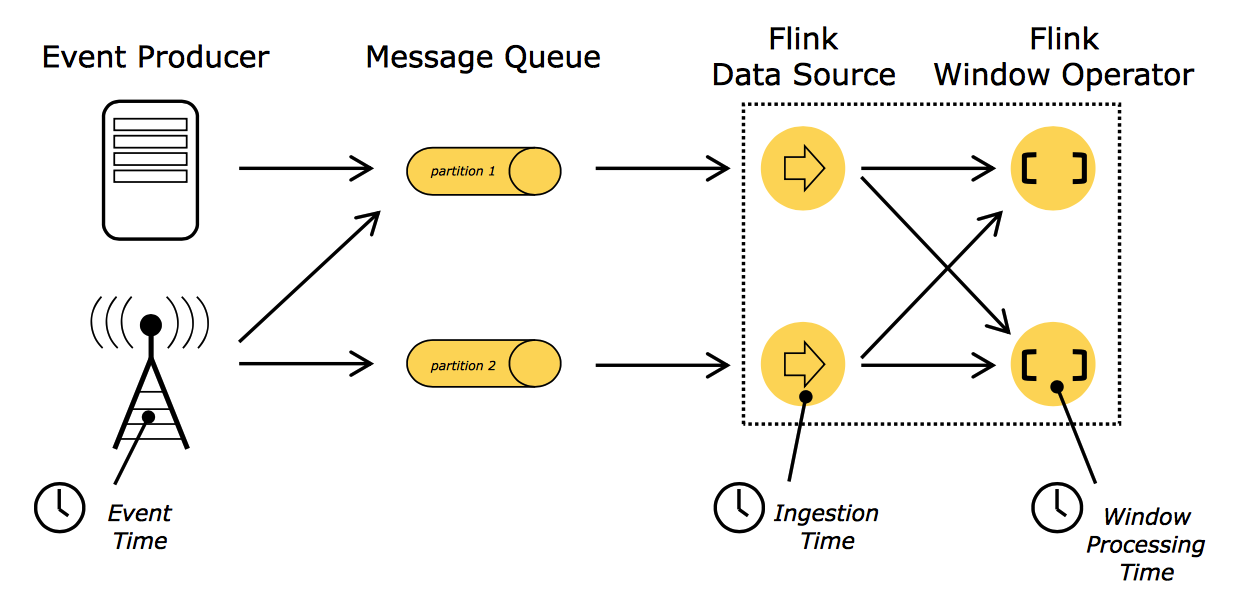 Event Producer
Message Queue
Flink
Data Source
Flink
Window Operator
partition 1
partition 2
Event
Time
Ingestion
Time
Window
Processing
Time